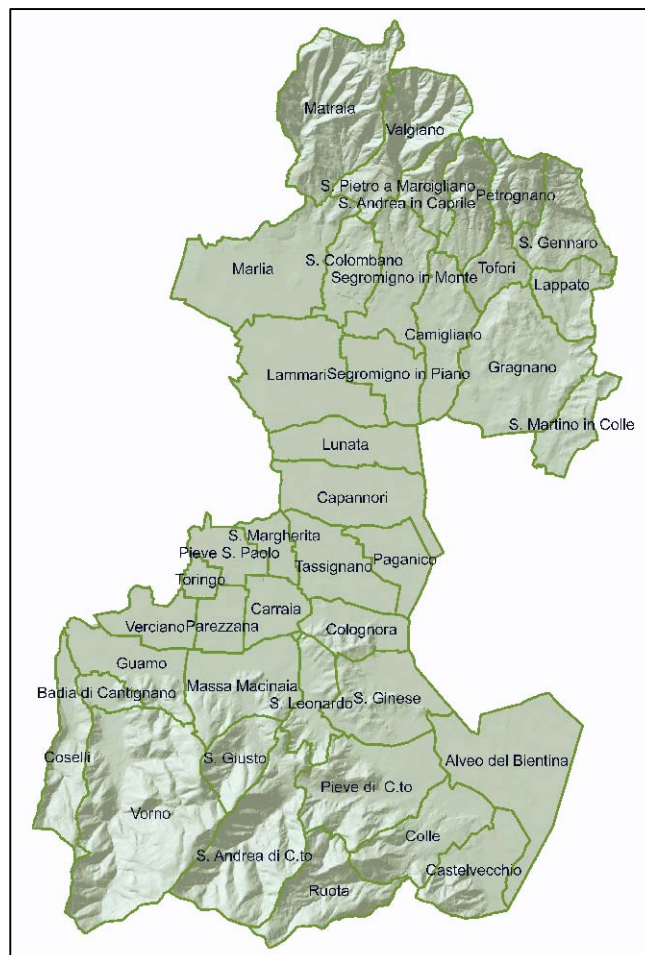 Matraia
Valgiano
S. Pietro a Marcigliano
Petrognano
S. Andrea in Caprile
S. Gennaro
S. Colombano
Marlia
Segromigno in Monte
Tofori
Lappato
Camigliano
Lammari
Segromigno in Piano
Gragnano
S. Martino in Colle
Lunata
Capannori
S. Margherita
Pieve S. Paolo
Paganico
Tassignano
Toringo
Carraia
Verciano
Parezzana
Colognora
Guamo
Badia di Cantignano
Massa Macinaia
S. Leonardo
S. Ginese
Coselli
S. Giusto
Alveo del Bientina
Pieve di C.to
Vorno
Colle
S. Andrea di C.to
Castelvecchio
Ruota